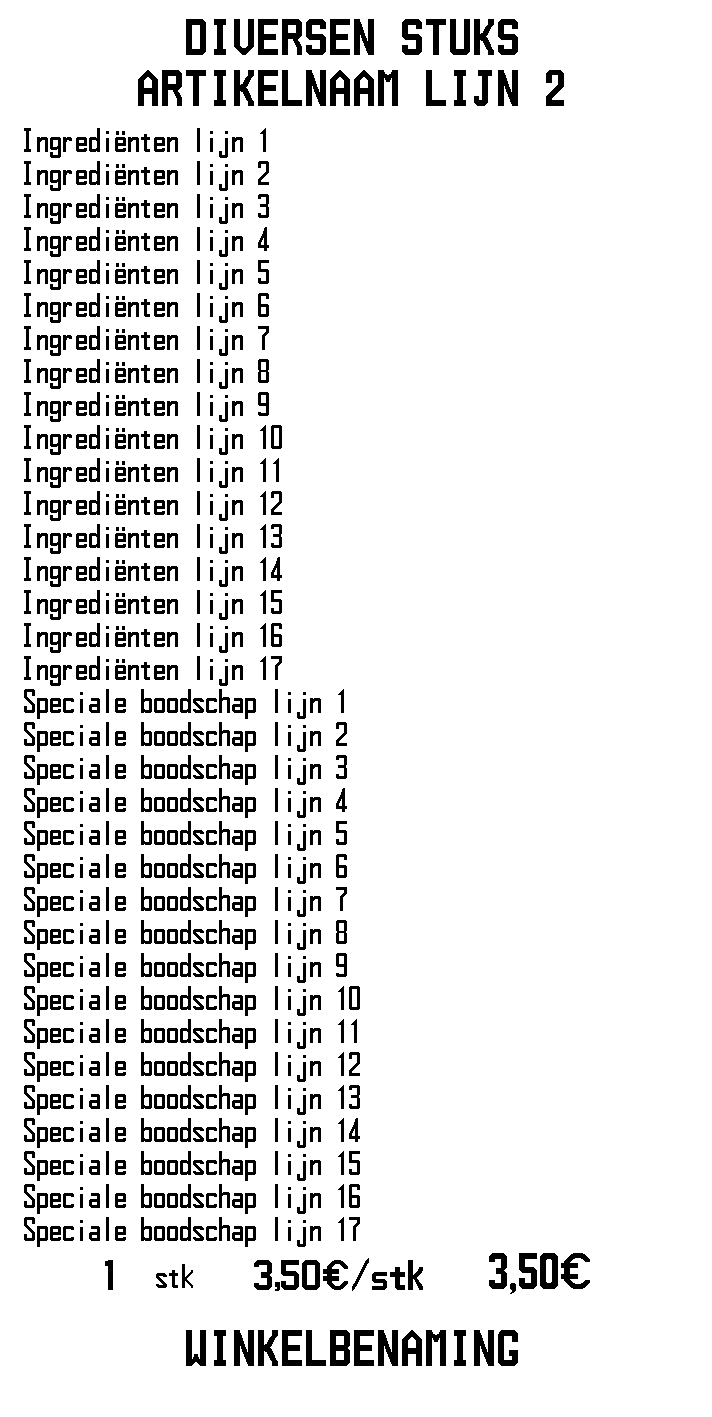 DIVERSEN STUKS
ARTIKELNAAM LIJN 2
Ingrediënten lijn 1
Ingrediënten lijn 2
Ingrediënten lijn 3
Ingrediënten lijn 4
Ingrediënten lijn 5
Ingrediënten lijn 6
Ingrediënten lijn 7
Ingrediënten lijn 8
Ingrediënten lijn 9
Ingrediënten lijn 10
Ingrediënten lijn 11
Ingrediënten lijn 12
Ingrediënten lijn 13
Ingrediënten lijn 14
Ingrediënten lijn 15
Ingrediënten lijn 16
Ingrediënten lijn 17
Speciale boodschap lijn 1
Speciale boodschap lijn 2
Speciale boodschap lijn 3
Speciale boodschap lijn 4
Speciale boodschap lijn 5
Speciale boodschap lijn 6
Speciale boodschap lijn 7
Speciale boodschap lijn 8
Speciale boodschap lijn 9
Speciale boodschap lijn 10
Speciale boodschap lijn 11
Speciale boodschap lijn 12
Speciale boodschap lijn 13
Speciale boodschap lijn 14
Speciale boodschap lijn 15
Speciale boodschap lijn 16
Speciale boodschap lijn 17
1 stk 3,50€/stk 3,50€
WINKELBENAMING